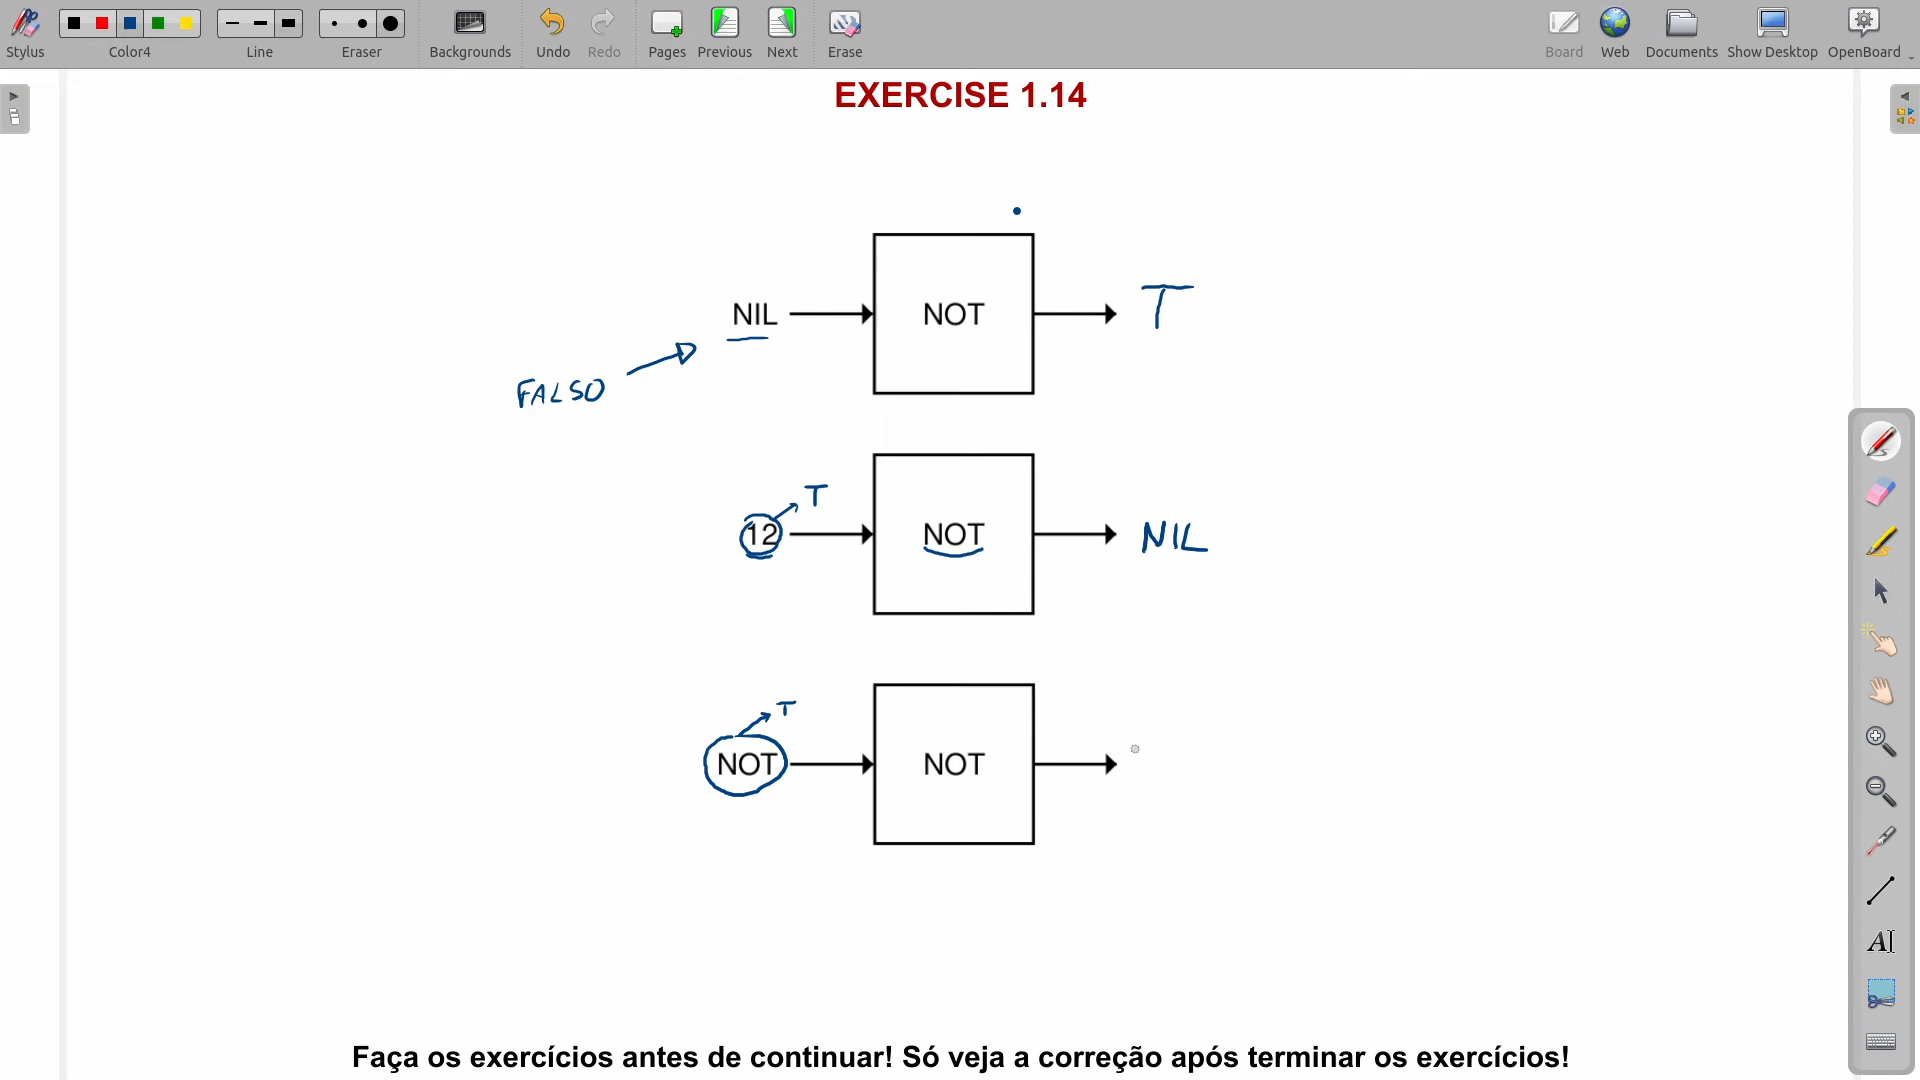 Stylus Color4 Line Eraser Backgrounds Undo Redo Pages Previous Next Erase Board Web Documents Show Desktop OpenBoard
EXERCISE 1.14
NIL NOT T
FALSO
T
12 NOT NIL
T
NOT NOT
Faça os exercícios antes de continuar! Só veja a correção após terminar os exercícios!